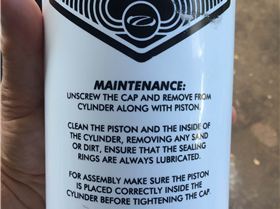 MAINTENANCE:
UNSCREW THE CAP AND REMOVE FROM
CYLINDER ALONG WITH PISTON.
CLEAN THE PISTON AND THE INSIDE OF
THE CYLINDER, REMOVING ANY SAND
OR DIRT, ENSURE THAT THE SEALING
RINGS ARE ALWAYS LUBRICATED.
FOR ASSEMBLY MAKE SURE THE PISTON
IS PLACED CORRECTLY INSIDE THE
CYLINDER BEFORE TIGHTENING THE CAP.